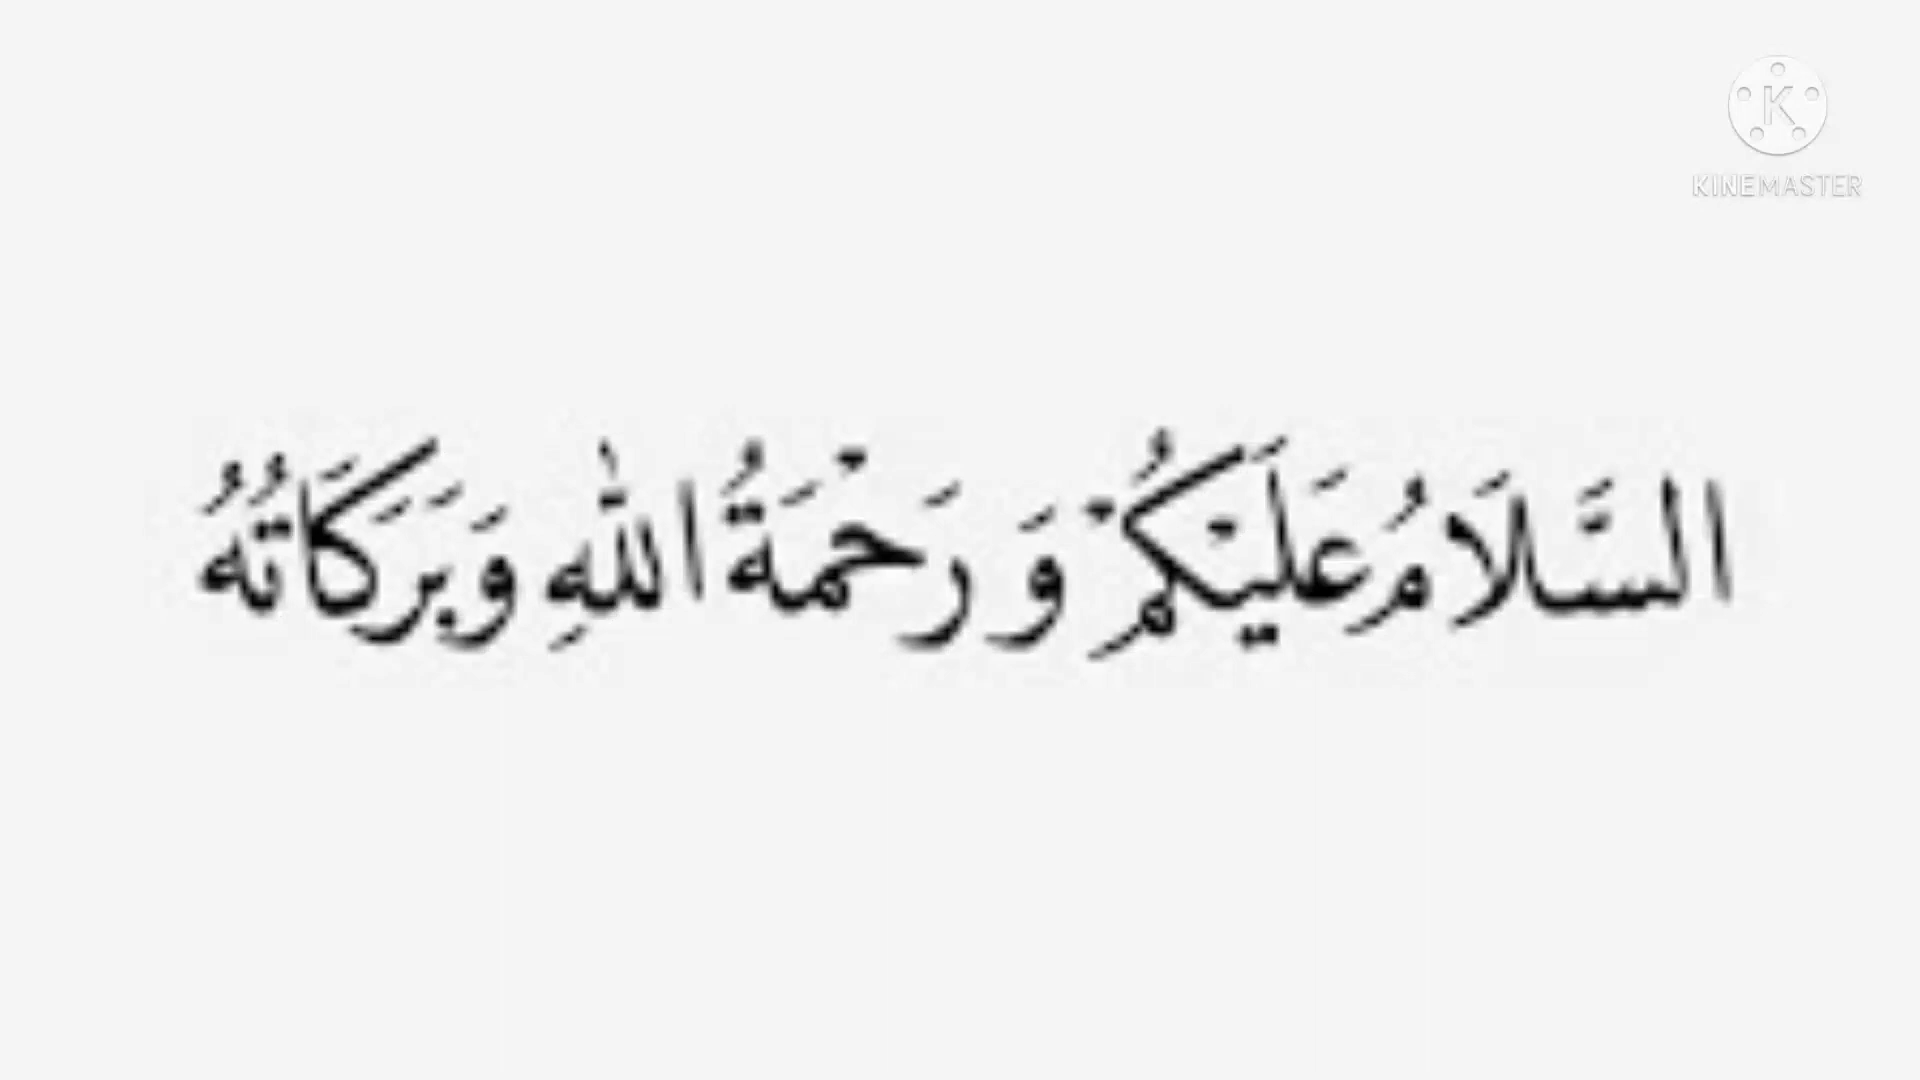 KINEMASTER
السَّلَامُ عَلَيْكُمْ وَ رَحْمَةُ اللهِ وَبَرَكَاتُهُ